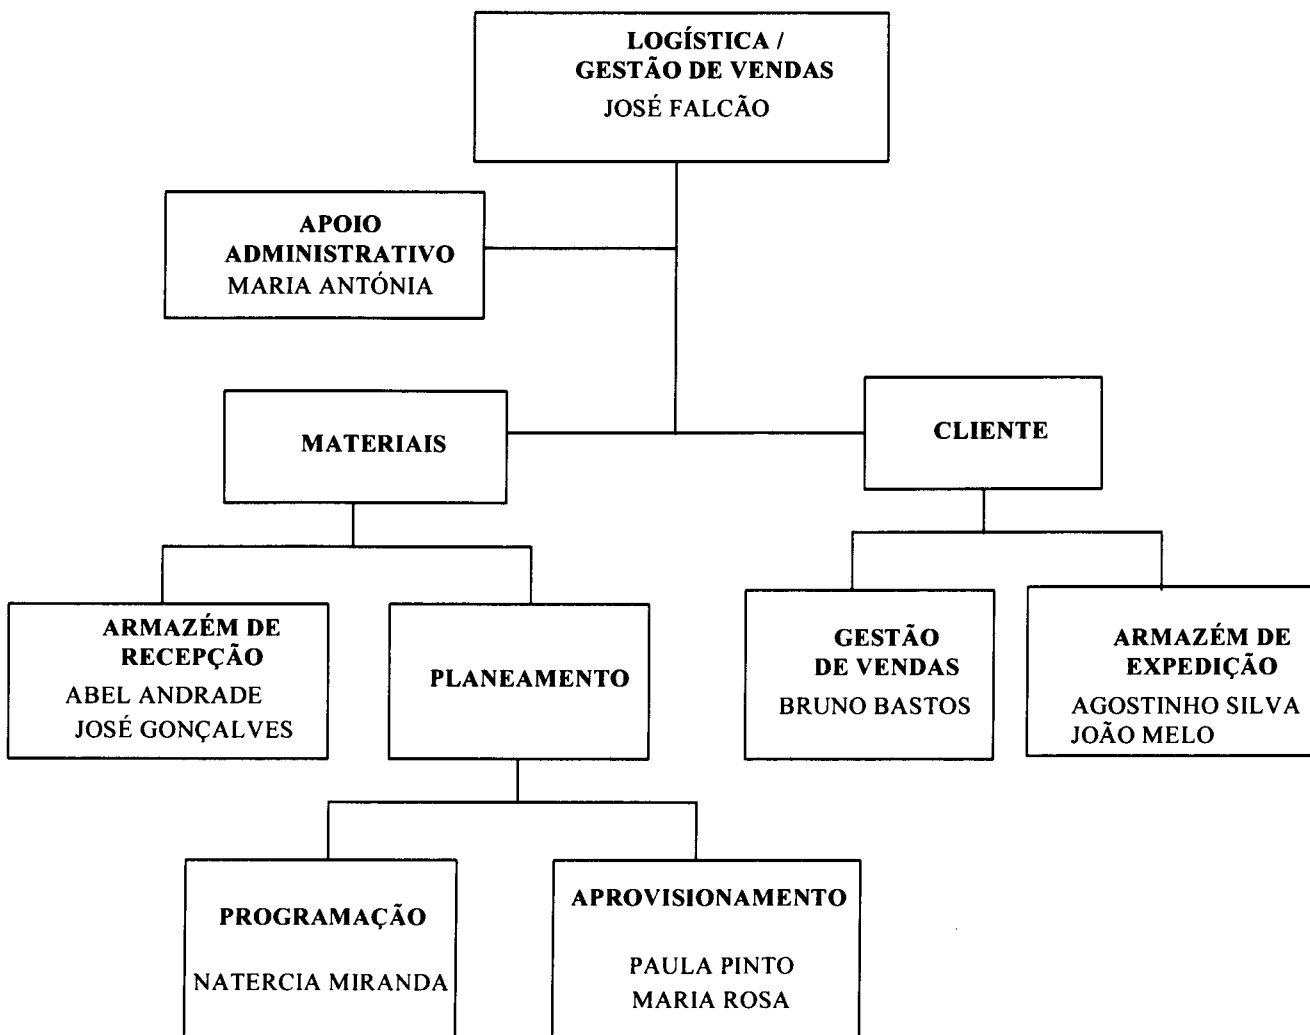 LOGÍSTICA /
GESTÃO DE VENDAS
JOSÉ FALCÃO
APOIO
ADMINISTRATIVO
MARIA ANTÓNIA
MATERIAIS
CLIENTE
ARMAZÉM DE
RECEPÇÃO
ABEL ANDRADE
JOSÉ GONÇALVES
PLANEAMENTO
GESTÃO
DE VENDAS
BRUNO BASTOS
ARMAZÉM DE
EXPEDIÇÃO
AGOSTINHO SILVA
JOÃO MELO
PROGRAMAÇÃO
NATERCIA MIRANDA
APROVISIONAMENTO
PAULA PINTO
MARIA ROSA